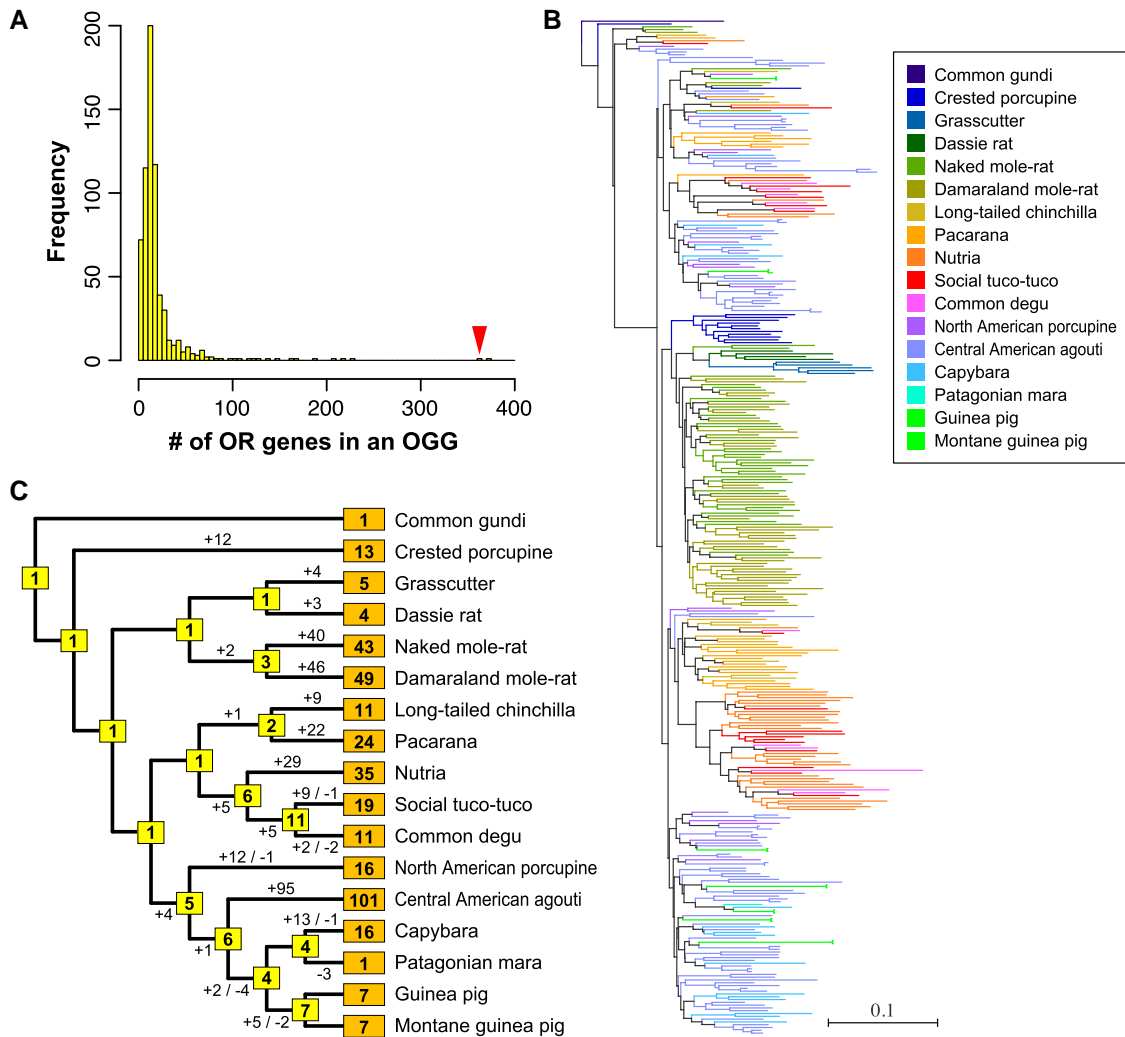 A
Frequency
200
150
100
50
0
0 100 200 300 400
# of OR genes in an OGG
B
Common gundi
Crested porcupine
Grasscutter
Dassie rat
Naked mole-rat
Damaraland mole-rat
Long-tailed chinchilla
Pacarana
Nutria
Social tuco-tuco
Common degu
North American porcupine
Central American agouti
Capybara
Patagonian mara
Guinea pig
Montane guinea pig
0.1
C
1 Common gundi
+12
1 13 Crested porcupine
+4
5 Grasscutter
1
+3
1 4 Dassie rat
1
+40
+2 43 Naked mole-rat
3
+46
49 Damaraland mole-rat
+9
+1 11 Long-tailed chinchilla
1 2
+22
24 Pacarana
1
+29
35 Nutria
6
+5 +9 / -1
19 Social tuco-tuco
+5 11
1 11 Common degu
+2 / -2
+12 / -1
16 North American porcupine
+95
5 101 Central American agouti
+4
+13 / -1
6 16 Capybara
+1 4
1 Patagonian mara
-3
4
+2 / -4
7 Guinea pig
7
+5 / -2
7 Montane guinea pig